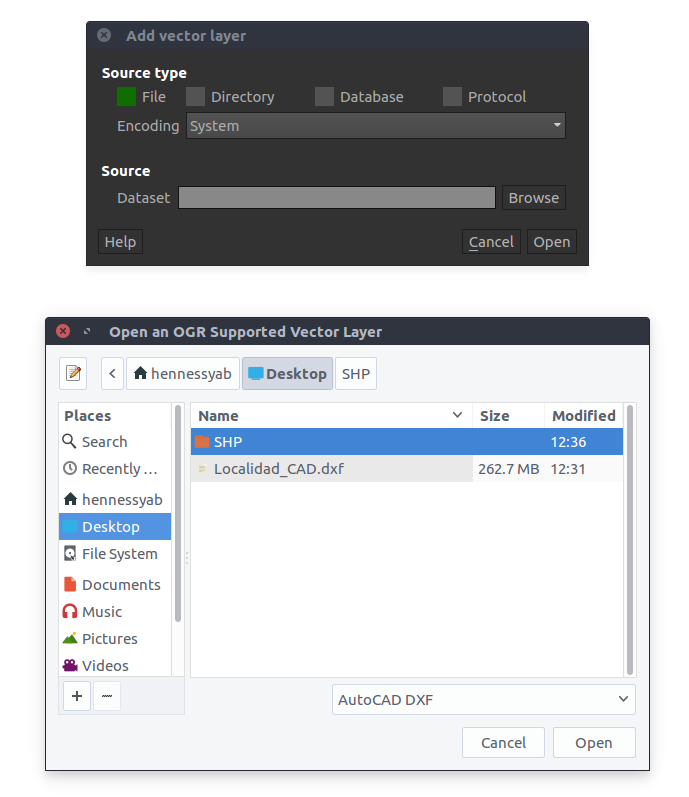 Add vector layer
Source type
File Directory Database Protocol
Encoding System
Source
Dataset Browse
Help Cancel Open
Open an OGR Supported Vector Layer
hennessyab Desktop SHP
Places Name Size Modified
Search SHP 12:36
Recently ... Localidad_CAD.dxf 262.7 MB 12:31
hennessyab
Desktop
File System
Documents
Music
Pictures
Videos
AutoCAD DXF
Cancel Open